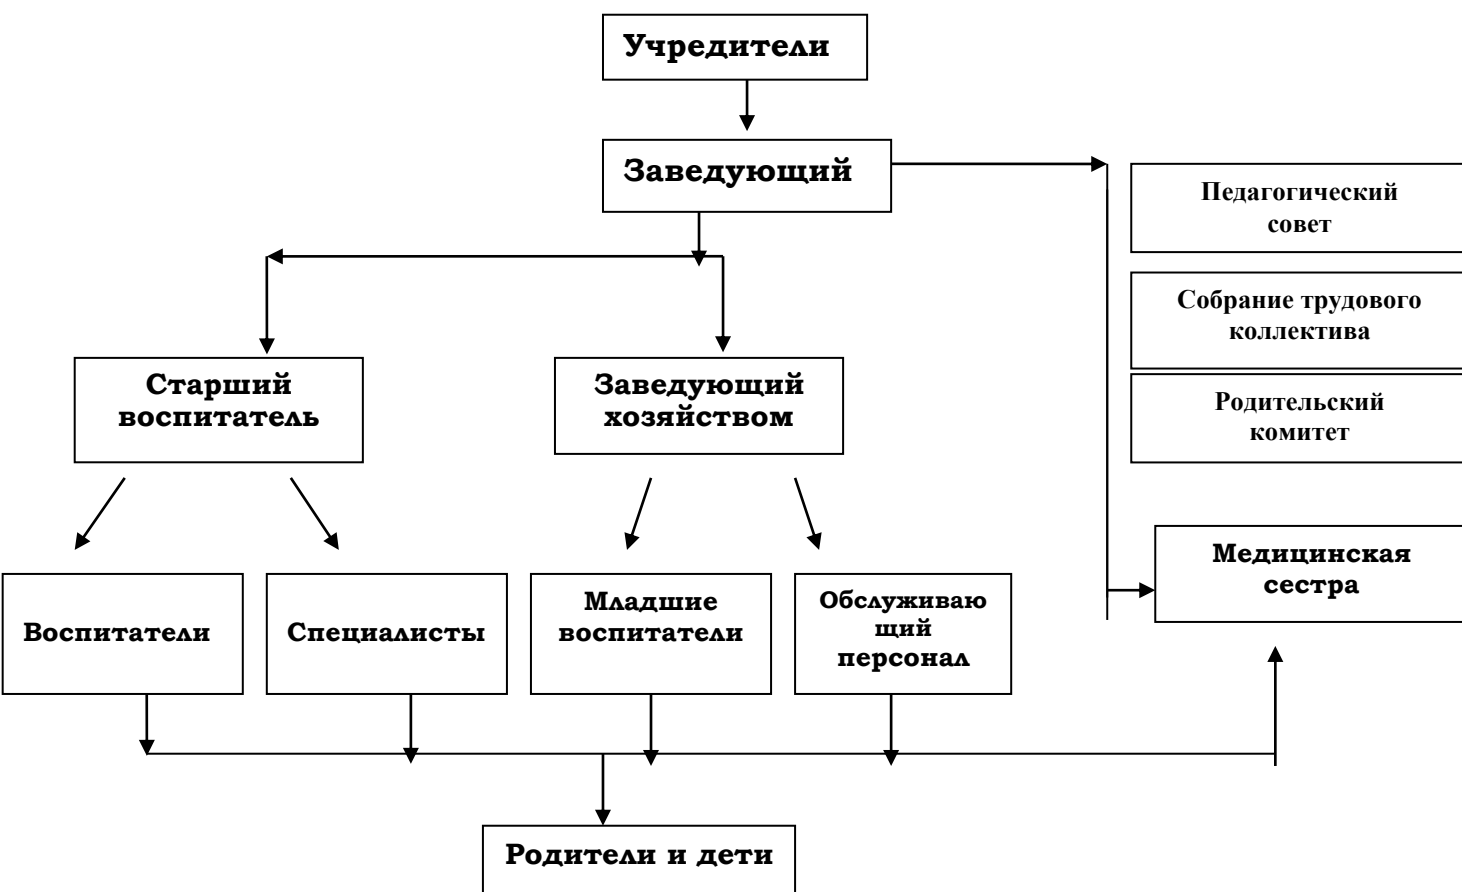 Учредители
Заведующий
Педагогический
совет
Собрание трудового
коллектива
Родительский
комитет
Старший
воспитатель
Заведующий
хозяйством
Медицинская
сестра
Воспитатели
Специалисты
Младшие
воспитатели
Обслуживаю
щий
персонал
Родители и дети